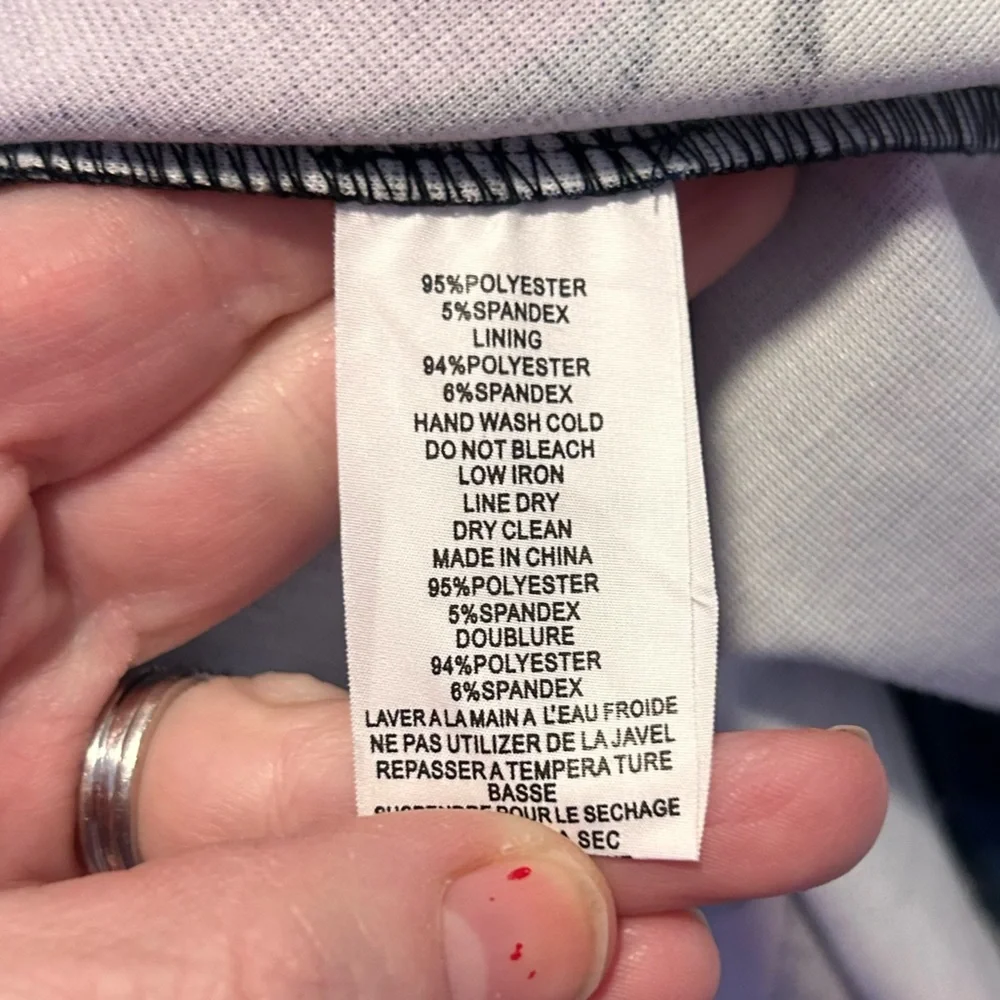 95%POLYESTER
5%SPANDEX
LINING
94%POLYESTER
6%SPANDEX
HAND WASH COLD
DO NOT BLEACH
LOW IRON
LINE DRY
DRY CLEAN
MADE IN CHINA
95%POLYESTER
5%SPANDEX
DOUBLURE
94%POLYESTER
6%SPANDEX
LAVER A LA MAIN A L'EAU FROIDE
NE PAS UTILIZER DE LA JAVEL
REPASSER A TEMPERATURE
BASSE
SUSPENDRE POUR LE SECHAGE
A SEC